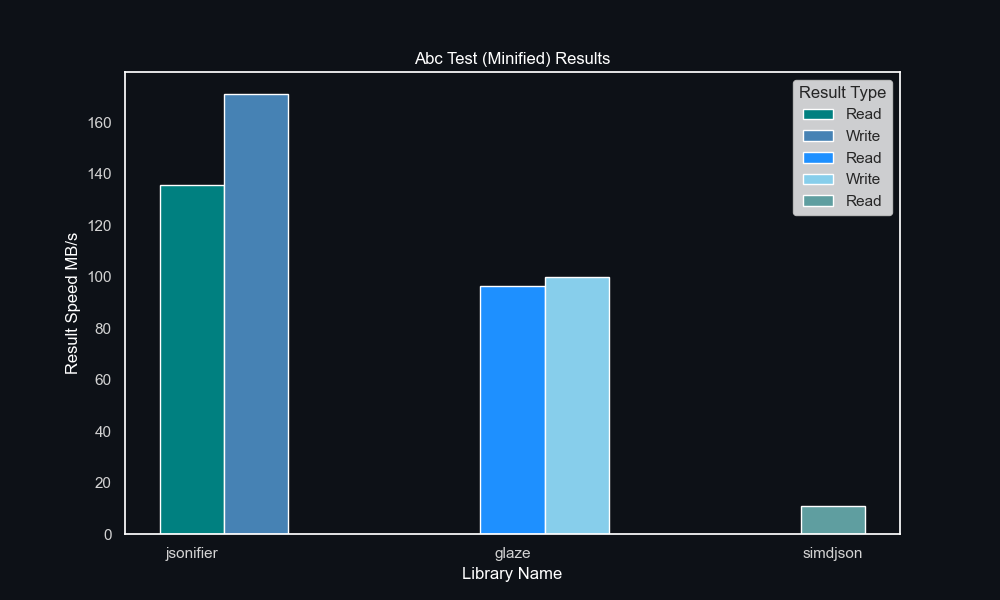 Abc Test (Minified) Results
Result Type
Read
Write
Read
Write
Read
Result Speed MB/s
160
140
120
100
80
60
40
20
0
jsonifier
glaze
simdjson
Library Name